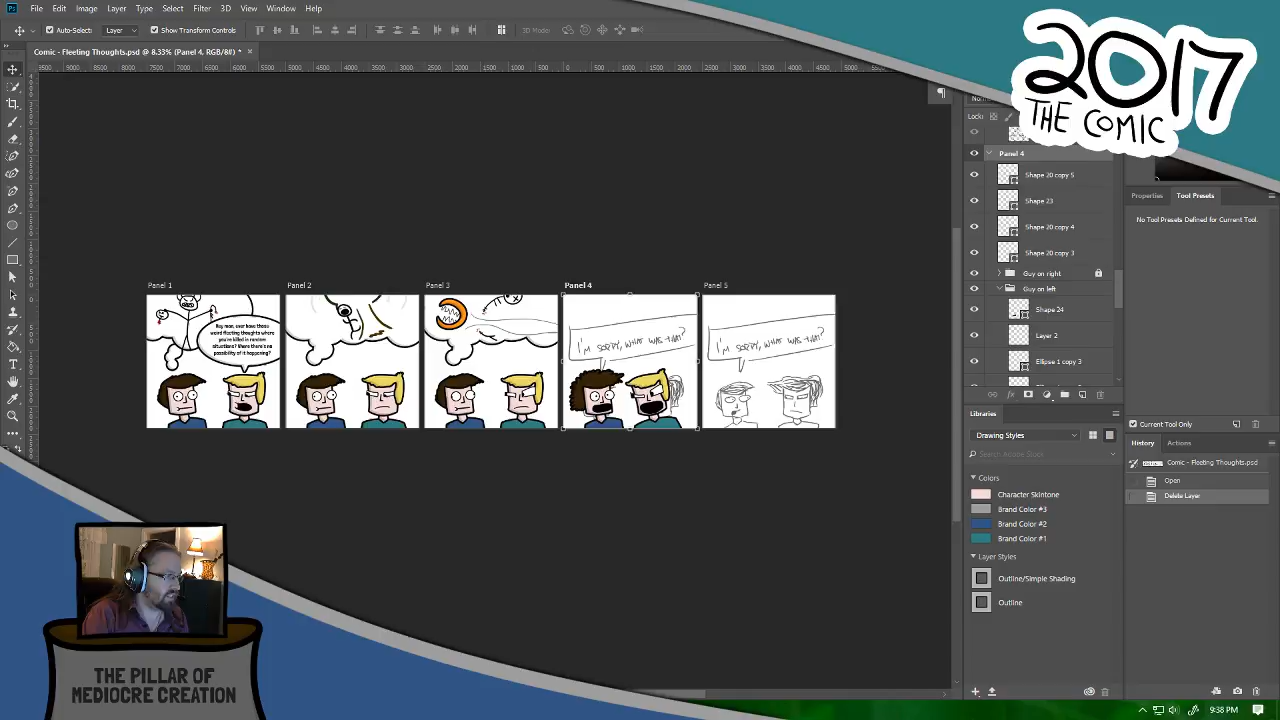 File Edit Image Layer Type Select Filter 3D View Window Help
Auto-Select: Layer Show Transform Controls 3D Mode:
Comic - Fleeting Thoughts.psd @ 8.33% (Panel 4, RGB/8#) *
2017
THE COMIC
Lock:
Panel 4
Shape 20 copy 5
Shape 23
Shape 20 copy 4
Shape 20 copy 3
Guy on right
Guy on left
Shape 24
Layer 2
Ellipse 1 copy 3
Properties Tool Presets
No Tool Presets Defined for Current Tool.
Current Tool Only
History Actions
Comic - Fleeting Thoughts.psd
Open
Delete Layer
Libraries
Drawing Styles
Search Adobe Stock
Colors
Character Skintone
Brand Color #3
Brand Color #2
Brand Color #1
Layer Styles
Outline/Simple Shading
Outline
Panel 1 Panel 2 Panel 3 Panel 4 Panel 5
Hey man, ever have those
weird fleeting thoughts where
you're killed in random
situations? Where there's no
possibility of it happening?
I'M SORRY, WHAT WAS THAT?
I'M SORRY, WHAT WAS THAT?
THE PILLAR OF
MEDIOCRE CREATION
9:38 PM